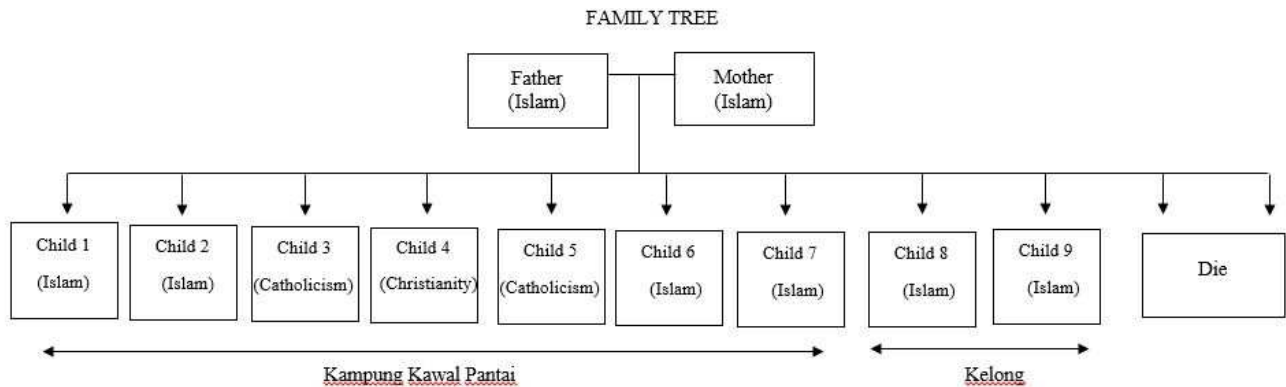 FAMILY TREE
Father
(Islam)
Mother
(Islam)
Child 1
(Islam)
Child 2
(Islam)
Child 3
(Catholicism)
Child 4
(Christianity)
Child 5
(Catholicism)
Child 6
(Islam)
Child 7
(Islam)
Child 8
(Islam)
Child 9
(Islam)
Die
Kampung Kawal Pantai
Kelong